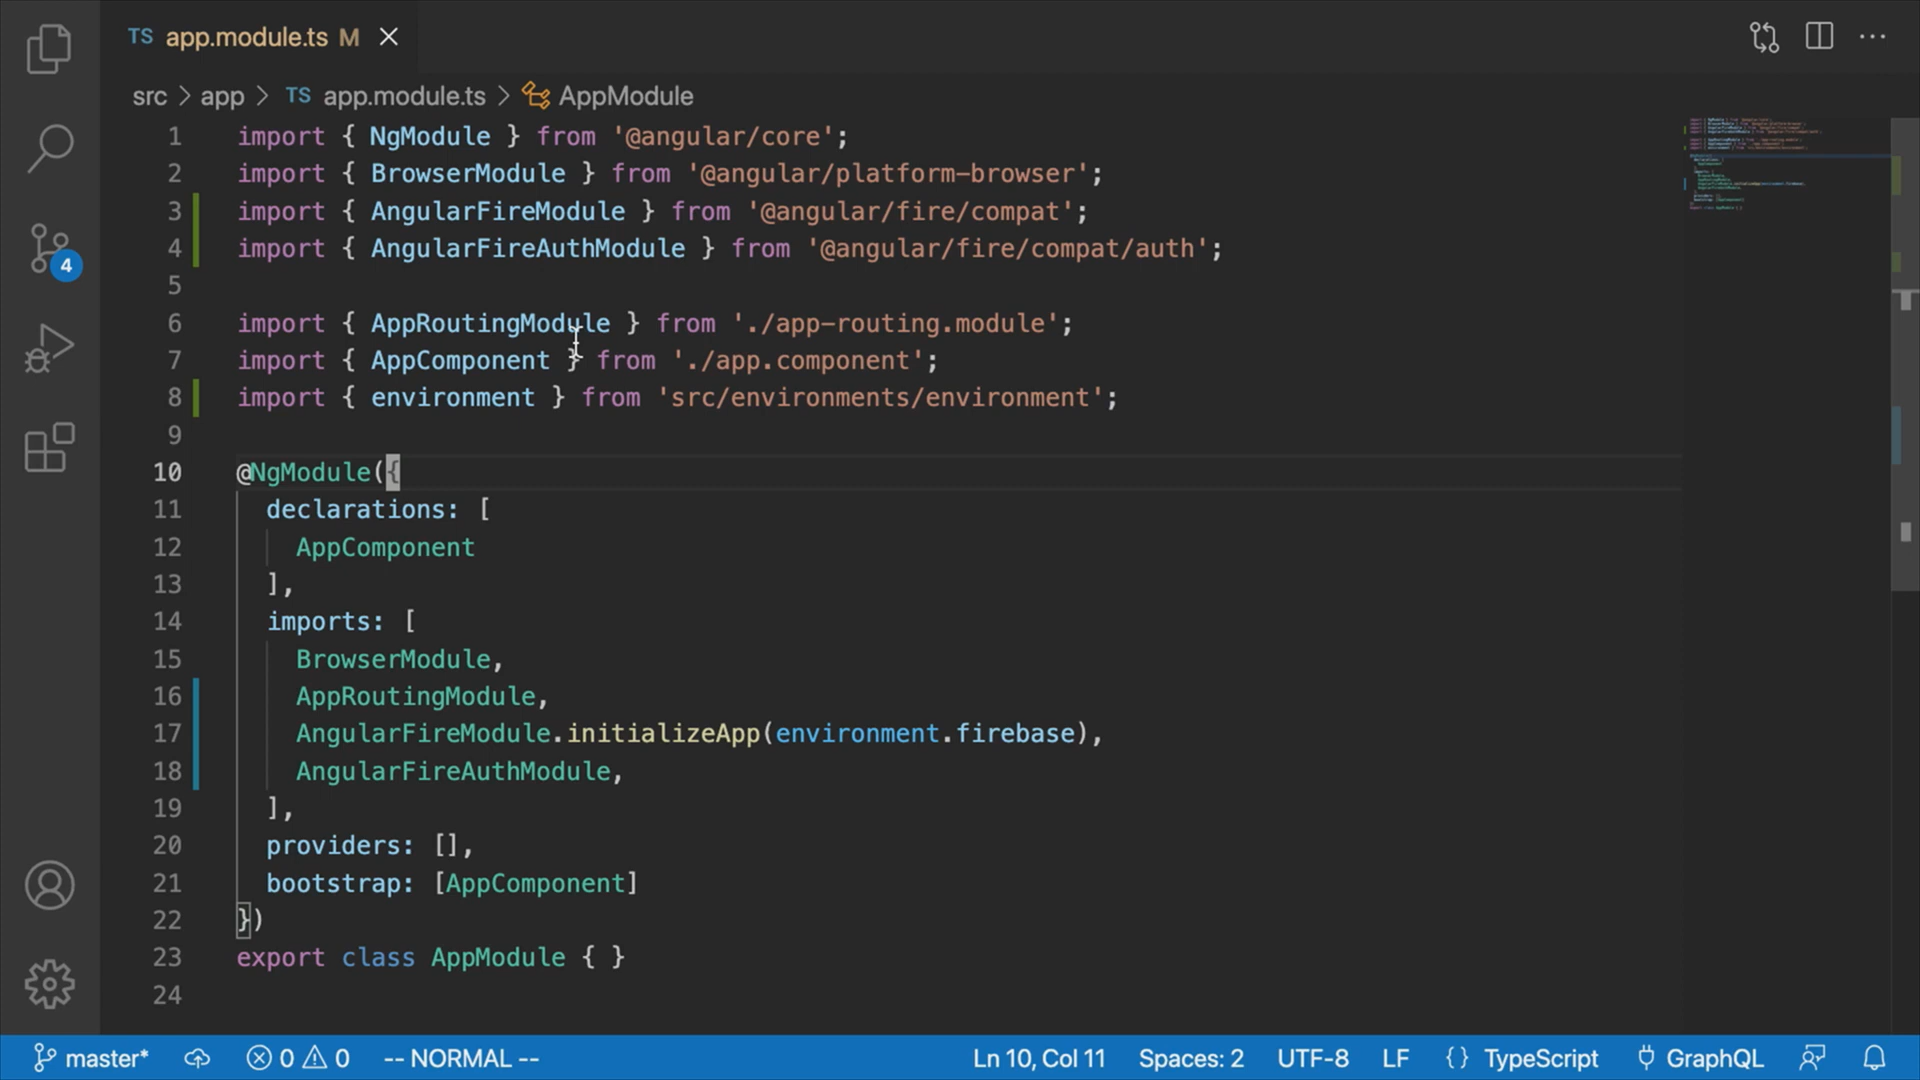 TS app.module.ts M
src > app > TS app.module.ts > AppModule
1 import { NgModule } from '@angular/core';
2 import { BrowserModule } from '@angular/platform-browser';
3 import { AngularFireModule } from '@angular/fire/compat';
4 import { AngularFireAuthModule } from '@angular/fire/compat/auth';
5
6 import { AppRoutingModule } from './app-routing.module';
7 import { AppComponent } from './app.component';
8 import { environment } from 'src/environments/environment';
9
10 @NgModule({
11 declarations: [
12 AppComponent
13 ],
14 imports: [
15 BrowserModule,
16 AppRoutingModule,
17 AngularFireModule.initializeApp(environment.firebase),
18 AngularFireAuthModule,
19 ],
20 providers: [],
21 bootstrap: [AppComponent]
22 })
23 export class AppModule { }
24
4
master* 0 0 -- NORMAL -- Ln 10, Col 11 Spaces: 2 UTF-8 LF {} TypeScript GraphQL